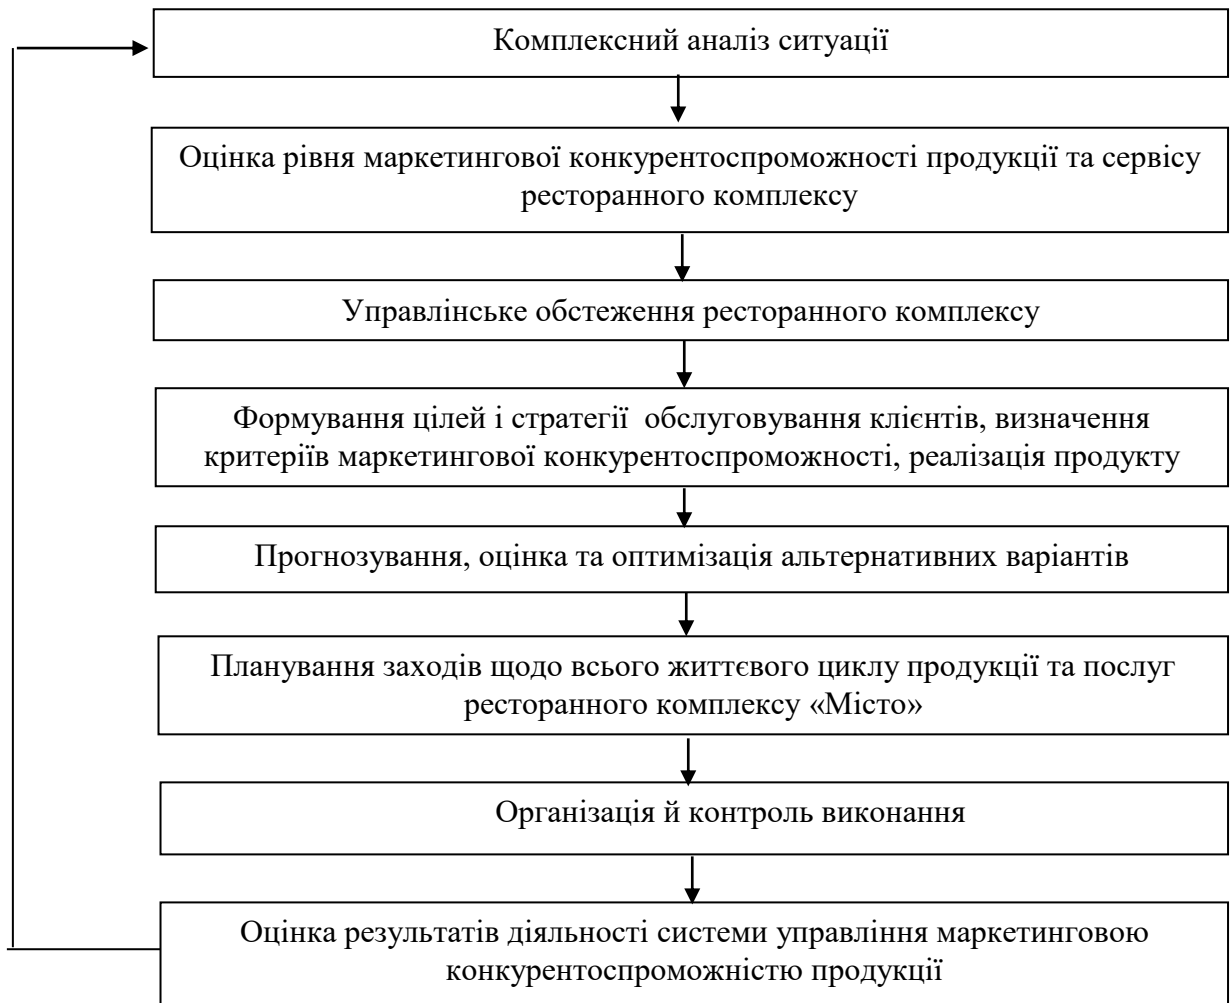 Комплексний аналіз ситуації
Оцінка рівня маркетингової конкурентоспроможності продукції та сервісу
ресторанного комплексу
Управлінське обстеження ресторанного комплексу
Формування цілей і стратегії обслуговування клієнтів, визначення
критеріїв маркетингової конкурентоспроможності, реалізація продукту
Прогнозування, оцінка та оптимізація альтернативних варіантів
Планування заходів щодо всього життєвого циклу продукції та послуг
ресторанного комплексу «Місто»
Організація й контроль виконання
Оцінка результатів діяльності системи управління маркетинговою
конкурентоспроможністю продукції